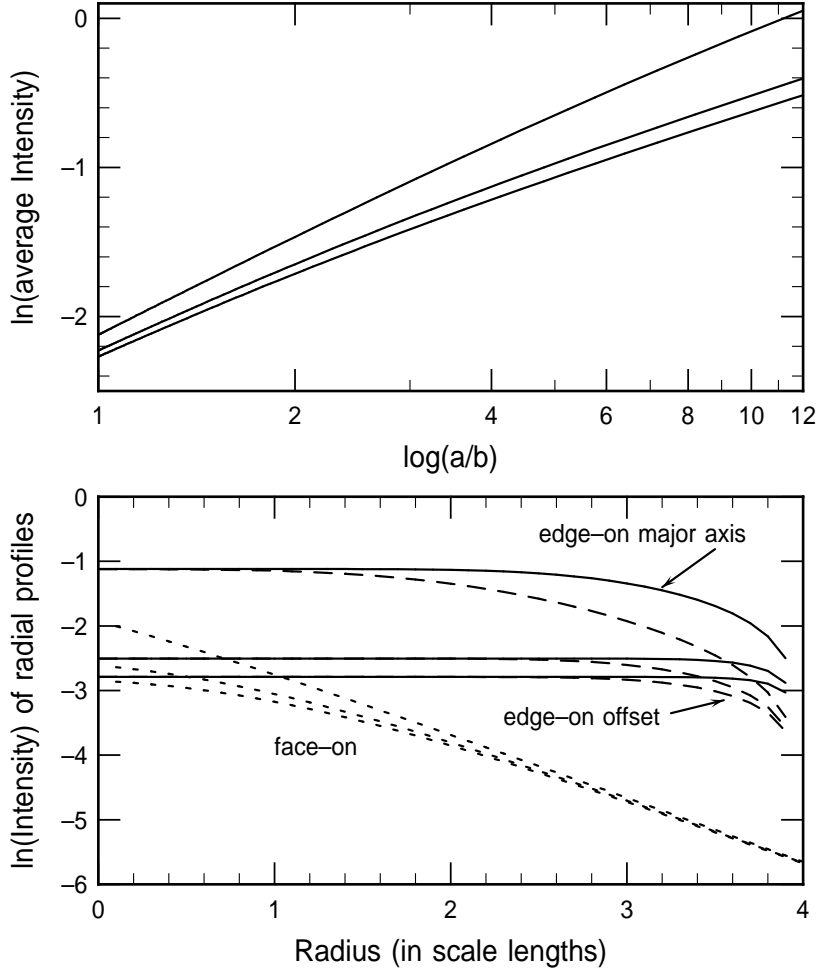 0
–1
–2
ln(average Intensity)
1 2 4 6 8 10 12
log(a/b)
0
–1
–2
–3
–4
–5
–6
ln(Intensity) of radial profiles
edge–on major axis
edge–on offset
face–on
0 1 2 3 4
Radius (in scale lengths)